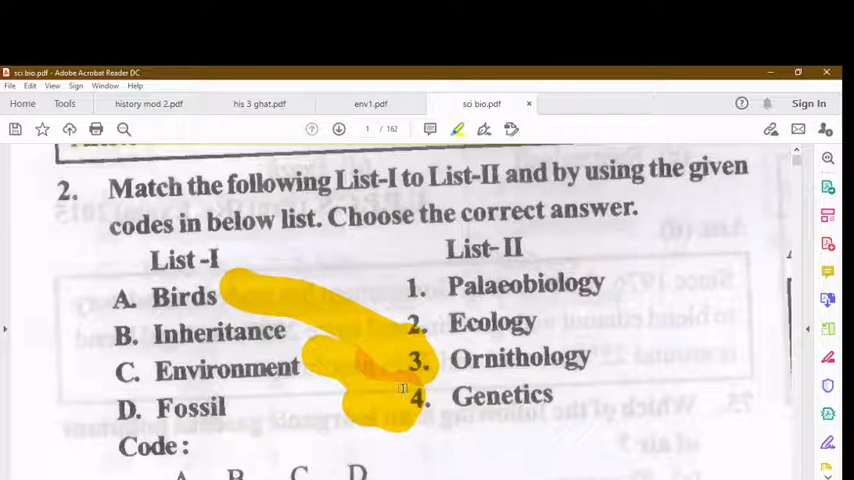 sci bio.pdf - Adobe Acrobat Reader DC
File Edit View Sign Window Help
Home Tools history mod 2.pdf his 3 ghat.pdf env1.pdf sci bio.pdf × Sign In
1 / 162
2. Match the following List-I to List-II and by using the given
codes in below list. Choose the correct answer.
List -I List- II
A. Birds 1. Palaeobiology
B. Inheritance 2. Ecology
C. Environment 3. Ornithology
D. Fossil 4. Genetics
Code :
A B C D